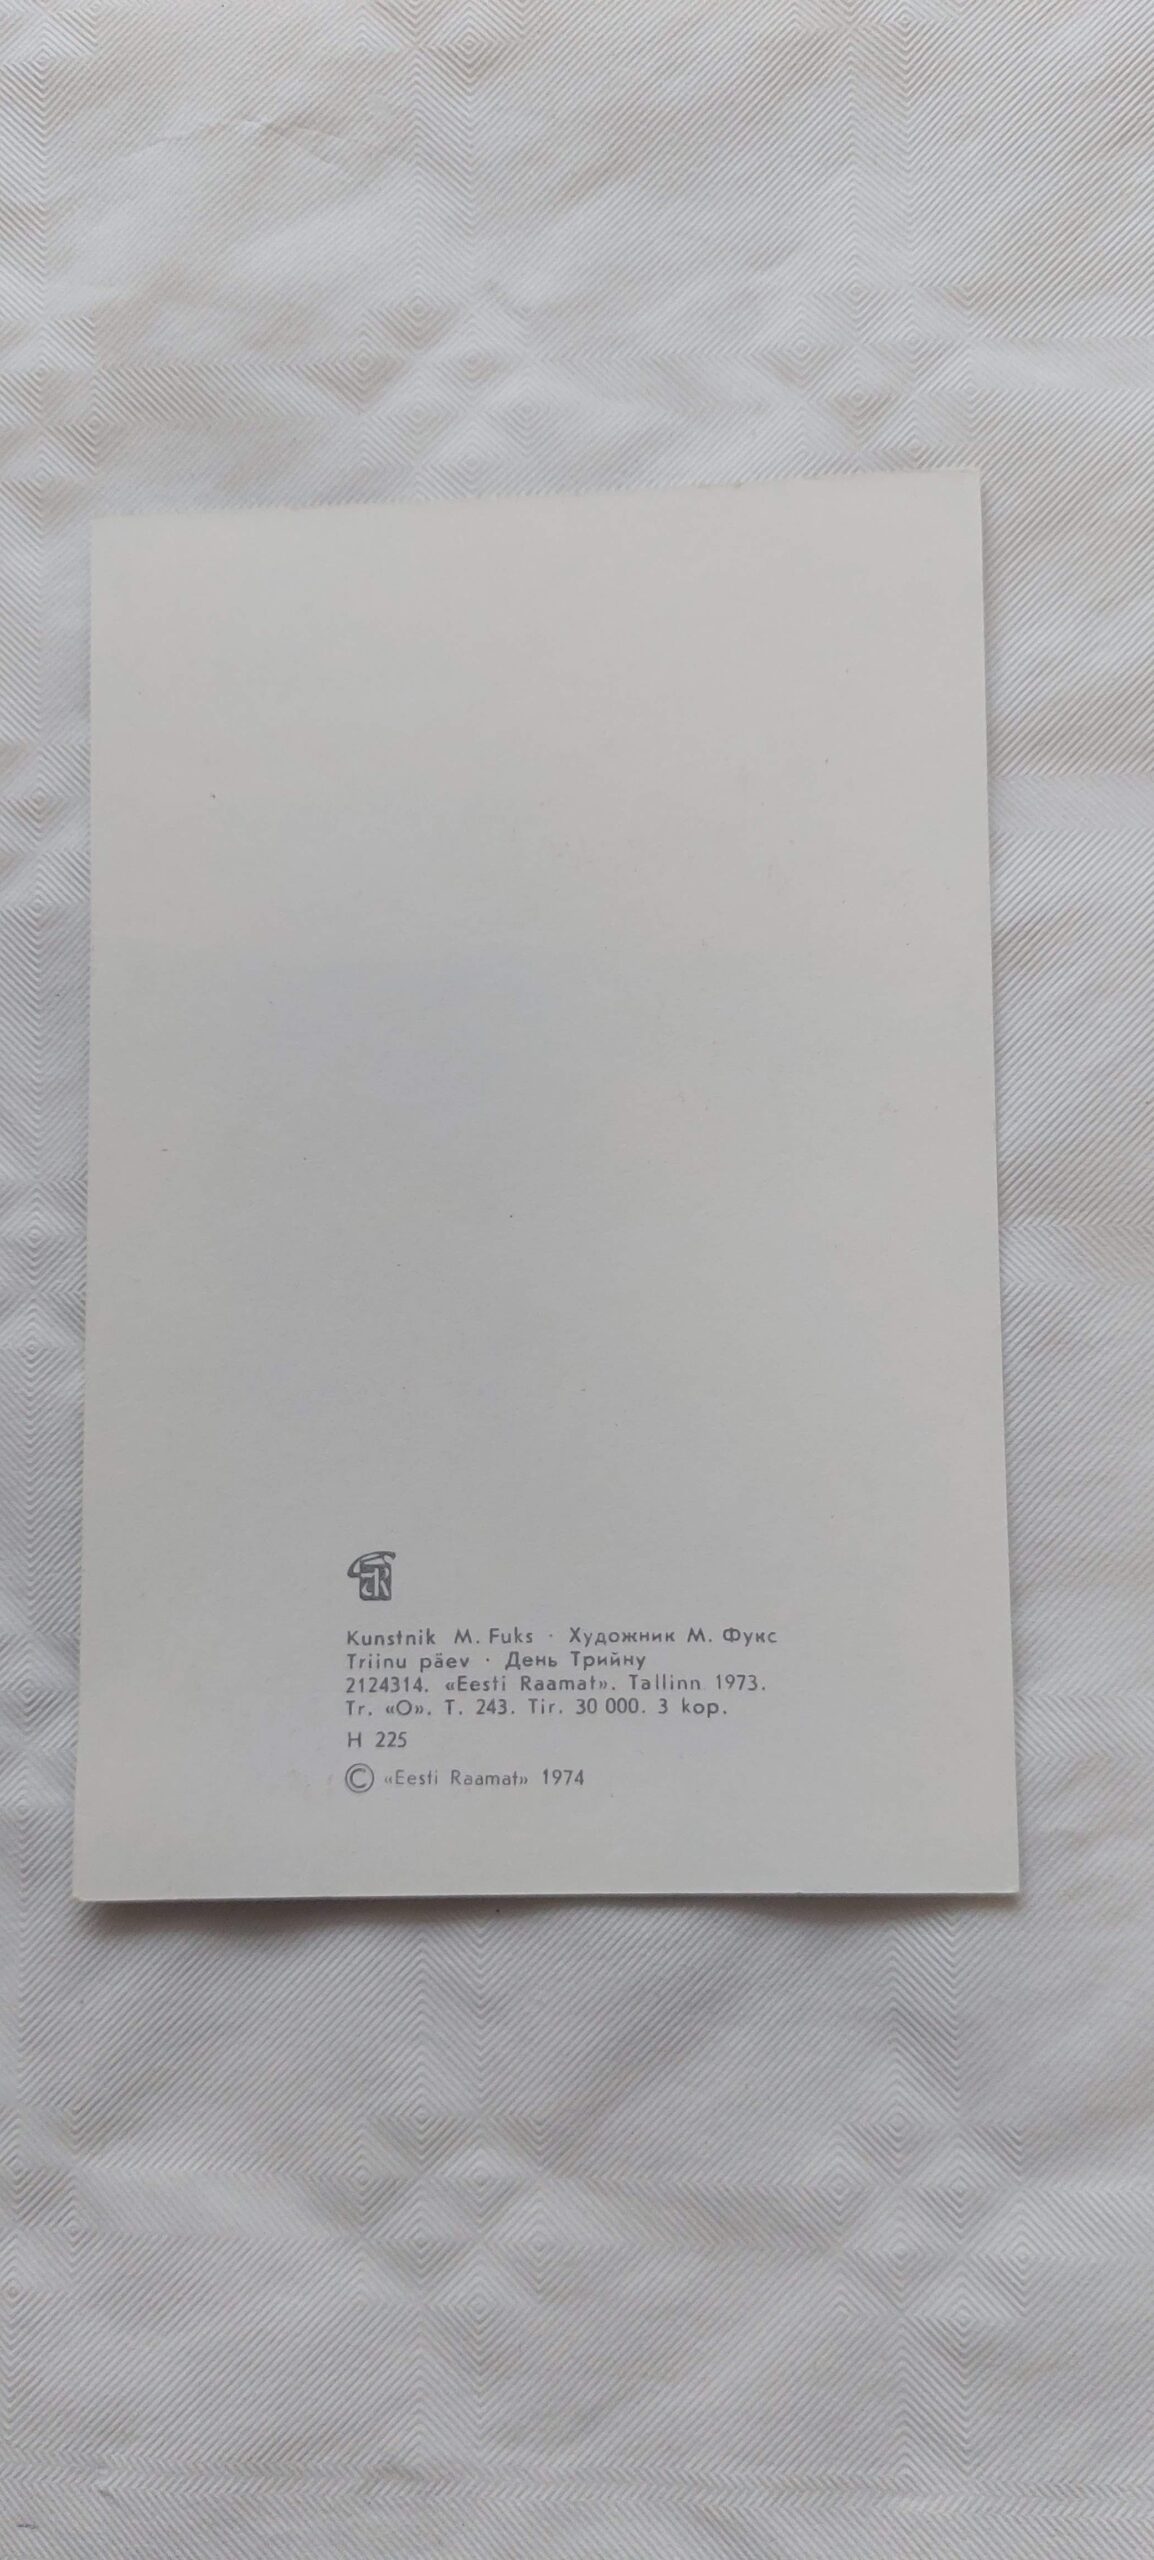 ER
Kunstnik M. Fuks · Художник М. Фукс
Triinu päev · День Трийну
2124314. «Eesti Raamat». Tallinn 1973.
Tr. «O». T. 243. Tir. 30 000. 3 kop.
H 225
© «Eesti Raamat» 1974